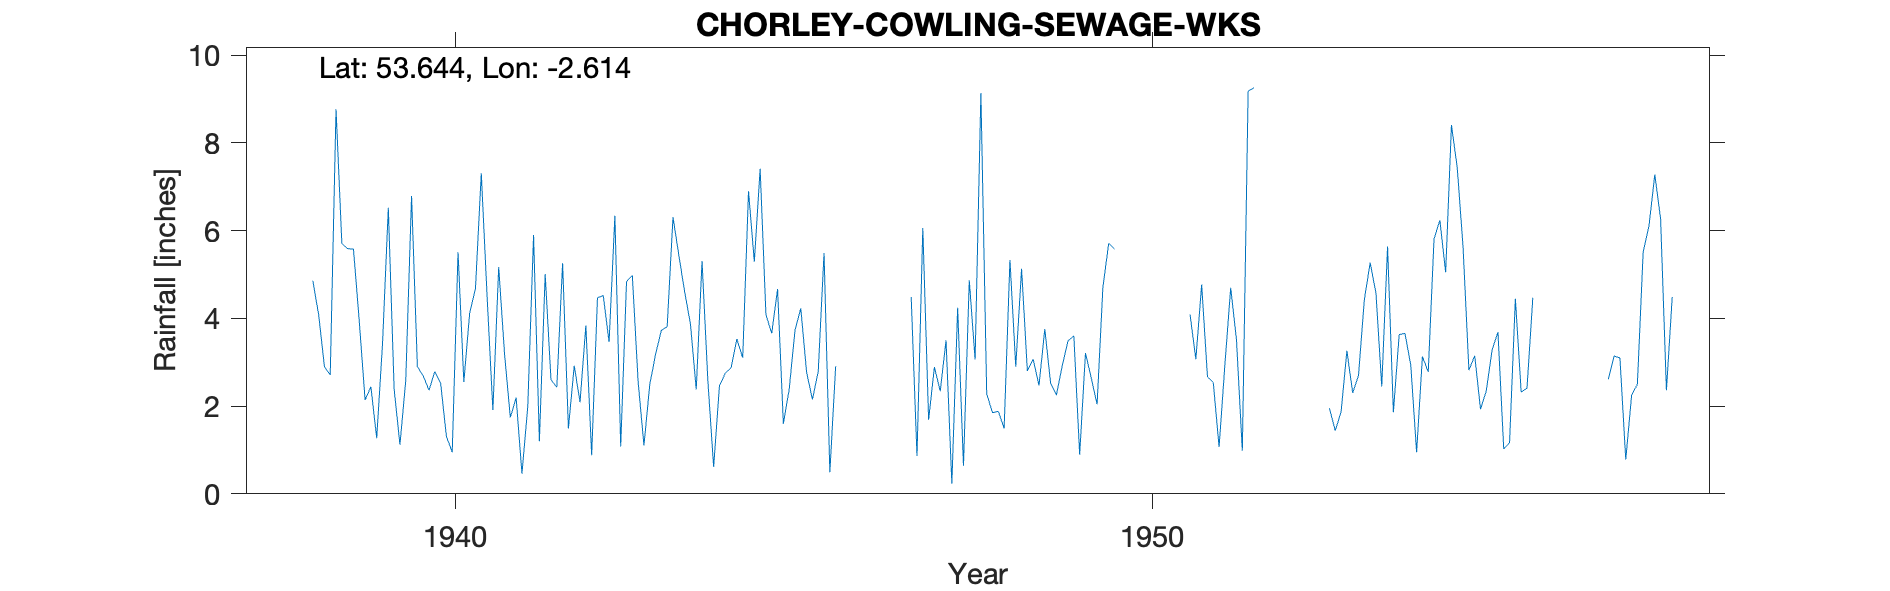 CHORLEY-COWLING-SEWAGE-WKS
Lat: 53.644, Lon: -2.614
10
8
6
4
2
0
Rainfall [inches]
1940
1950
Year